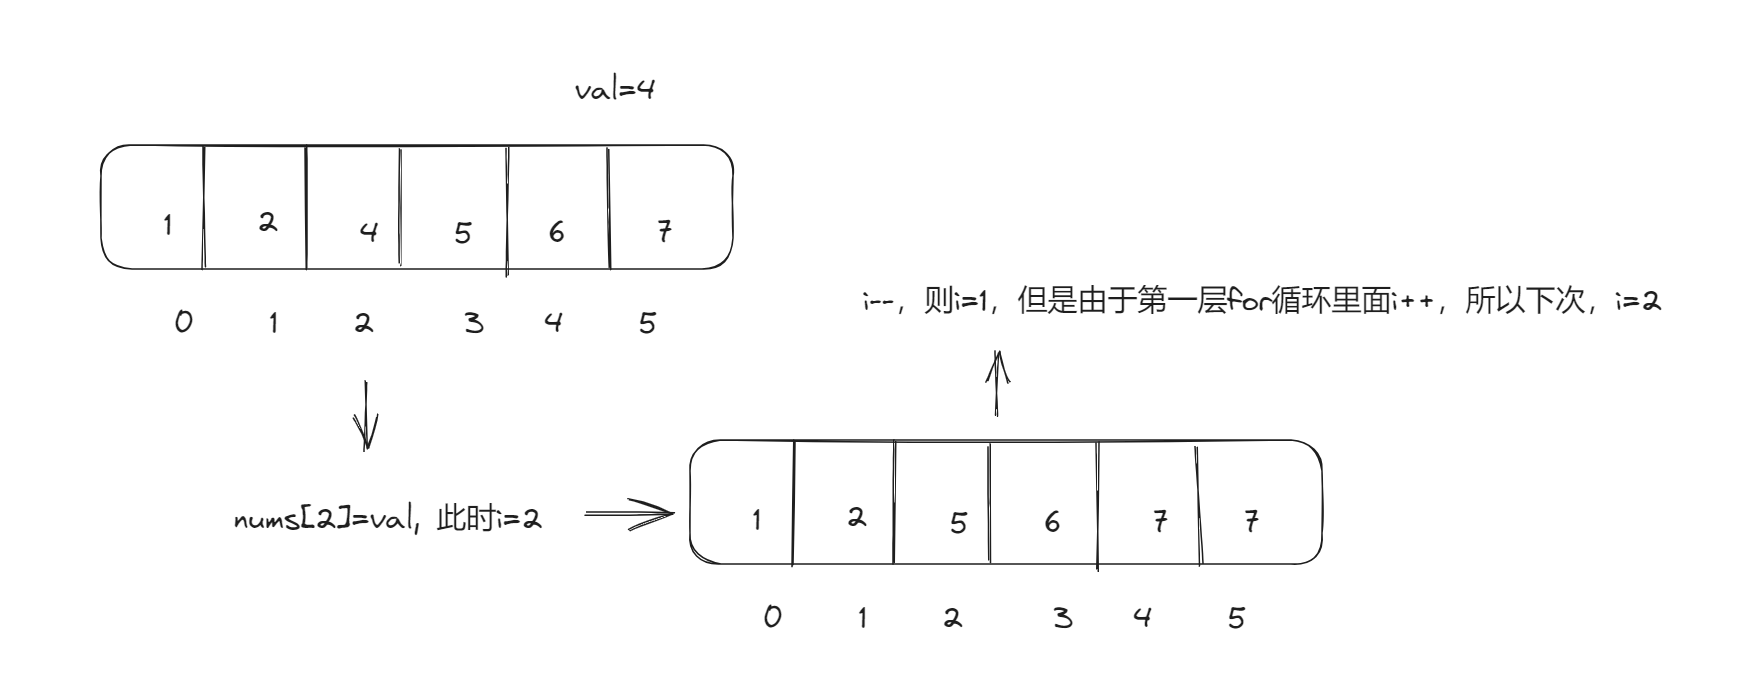 val=4
1 2 4 5 6 7
0 1 2 3 4 5
i--，则i=1，但是由于第一层for循环里面i++，所以下次，i=2
nums[2]=val, 此时i=2
1 2 5 6 7 7
0 1 2 3 4 5